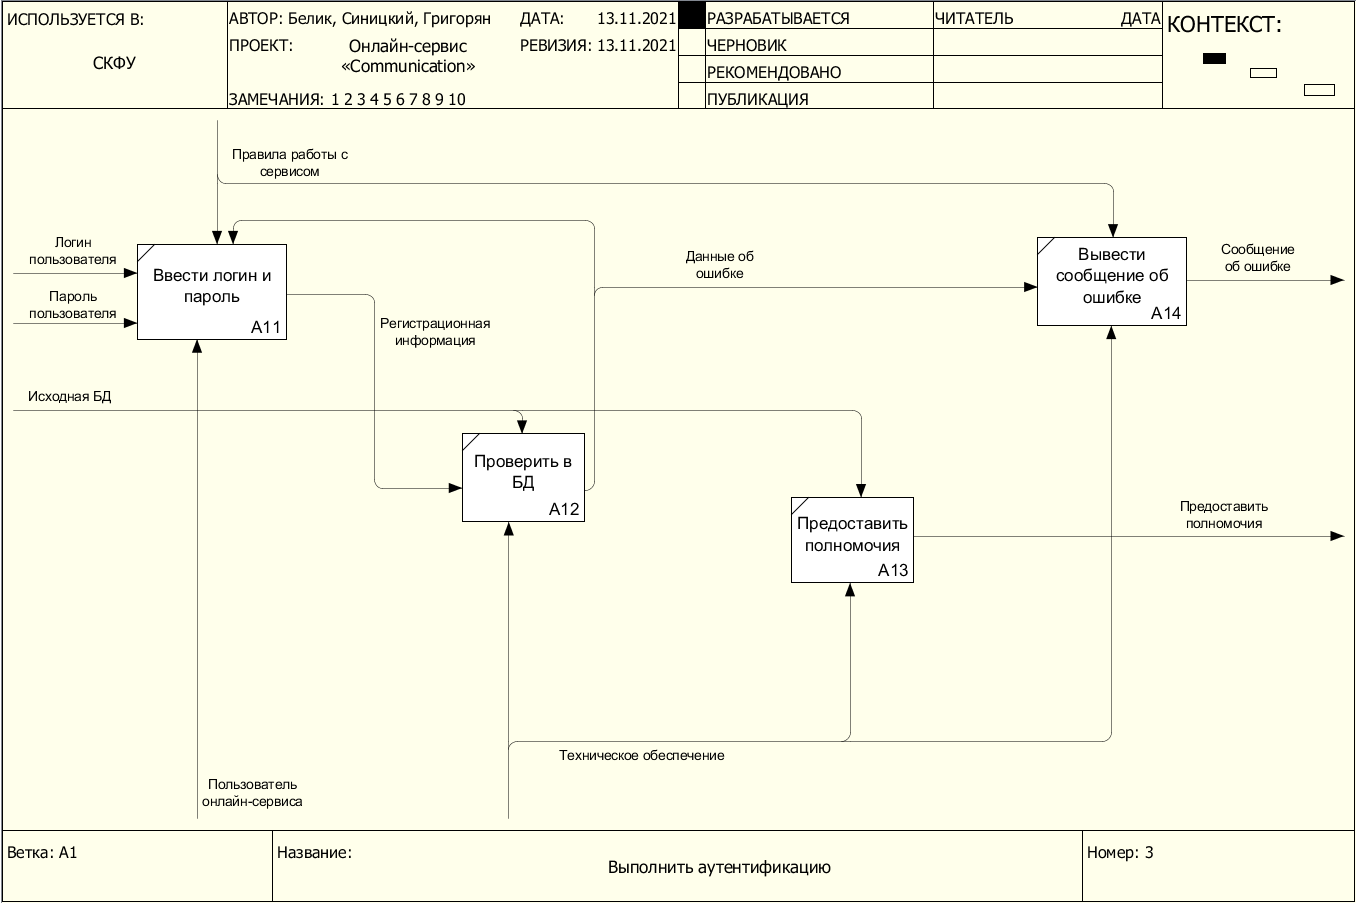 ИСПОЛЬЗУЕТСЯ В:
СКФУ
АВТОР: Белик, Синицкий, Григорян
ДАТА: 13.11.2021
ПРОЕКТ: Онлайн-сервис
«Communication»
РЕВИЗИЯ: 13.11.2021
ЗАМЕЧАНИЯ: 1 2 3 4 5 6 7 8 9 10
РАЗРАБАТЫВАЕТСЯ
ЧЕРНОВИК
РЕКОМЕНДОВАНО
ПУБЛИКАЦИЯ
ЧИТАТЕЛЬ ДАТА
КОНТЕКСТ:
Правила работы с
сервисом
Логин
пользователя
Пароль
пользователя
Ввести логин и
пароль
A11
Регистрационная
информация
Данные об
ошибке
Вывести
сообщение об
ошибке
A14
Сообщение
об ошибке
Исходная БД
Проверить в
БД
A12
Предоставить
полномочия
A13
Предоставить
полномочия
Техническое обеспечение
Пользователь
онлайн-сервиса
Ветка: A1
Название:
Выполнить аутентификацию
Номер: 3